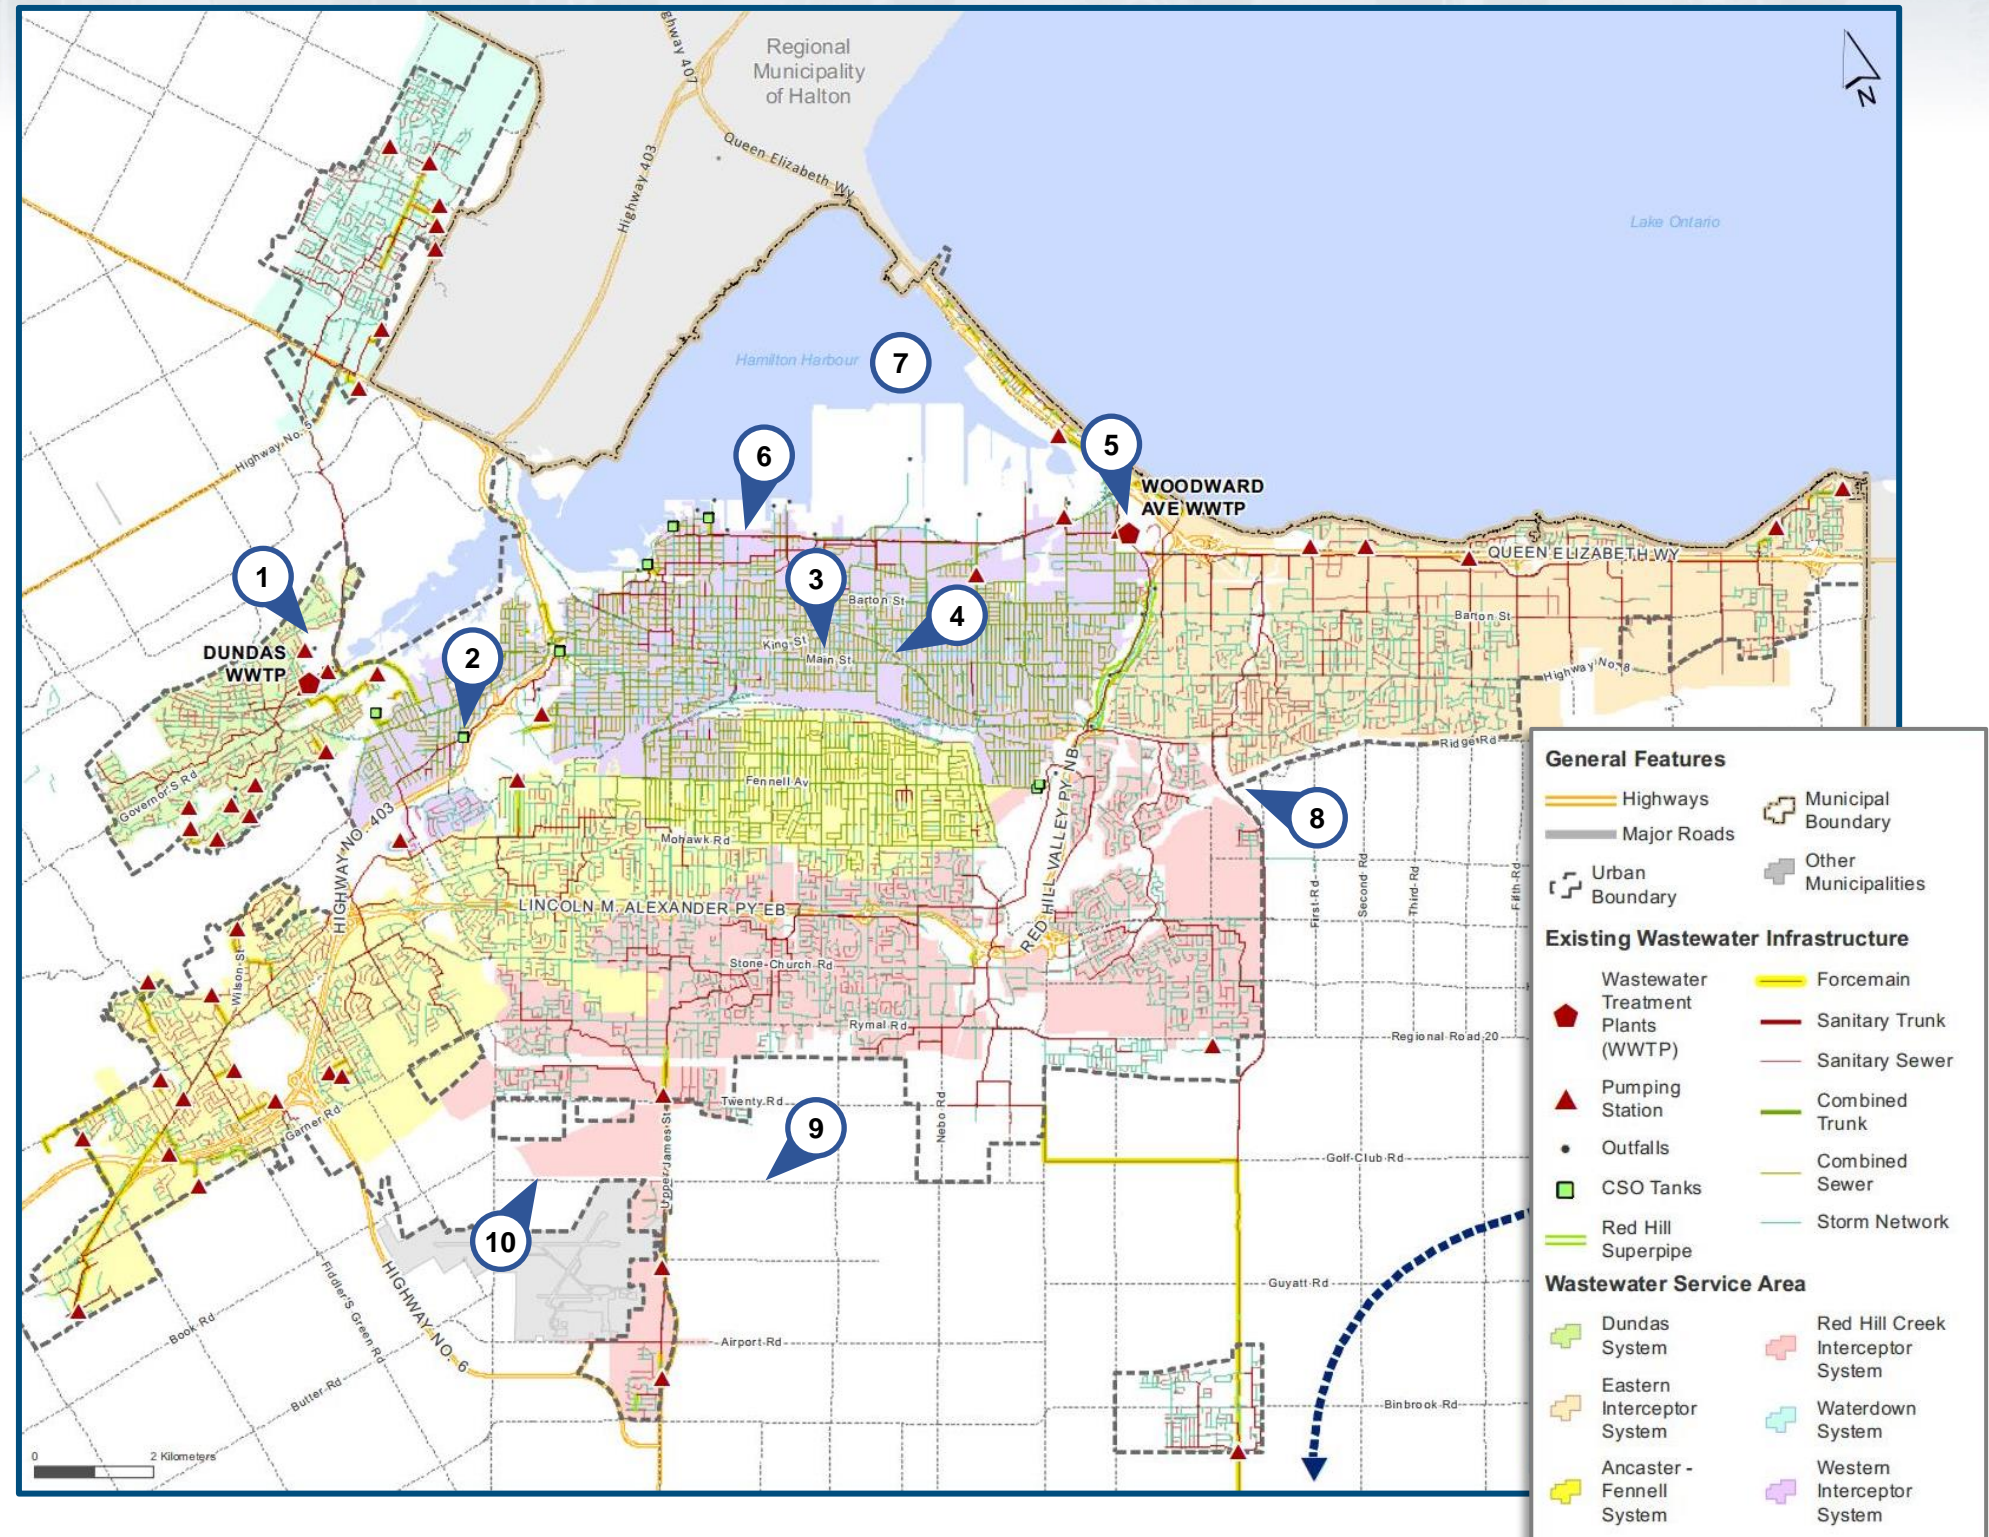 Regional
Municipality
of Halton
Highway 407
Queen Elizabeth Wy
Highway 403
N
Lake Ontario
Hamilton Harbour
7
Highway No. 5
6
5
WOODWARD
AVE WWTP
QUEEN ELIZABETH WY
1
3
Barton St
4
Barton St
DUNDAS
WWTP
2
King St
Main St
Highway No. 8
Ridge Rd
Governor'S Rd
Fennell Av
8
HIGHWAY NO. 403
Mohawk Rd
RED HILL VALLEY PY NB
LINCOLN M. ALEXANDER PY EB
First Rd
Second Rd
Third Rd
Fifth Rd
Wilson St
Stone Church Rd
Rymal Rd
Regional Road 20
Garner Rd
Twenty Rd
Nebo Rd
9
Upper James St
Golf Club Rd
10
HIGHWAY NO. 6
Fiddler'S Green Rd
Guyatt Rd
Book Rd
Airport Rd
Butter Rd
Binbrook Rd
0 2 Kilometers
General Features
Highways
Municipal
Boundary
Major Roads
Urban
Boundary
Other
Municipalities
Existing Wastewater Infrastructure
Wastewater
Treatment
Plants
(WWTP)
Pumping
Station
Outfalls
CSO Tanks
Red Hill
Superpipe
Forcemain
Sanitary Trunk
Sanitary Sewer
Combined
Trunk
Combined
Sewer
Storm Network
Wastewater Service Area
Dundas
System
Eastern
Interceptor
System
Ancaster -
Fennell
System
Red Hill Creek
Interceptor
System
Waterdown
System
Western
Interceptor
System